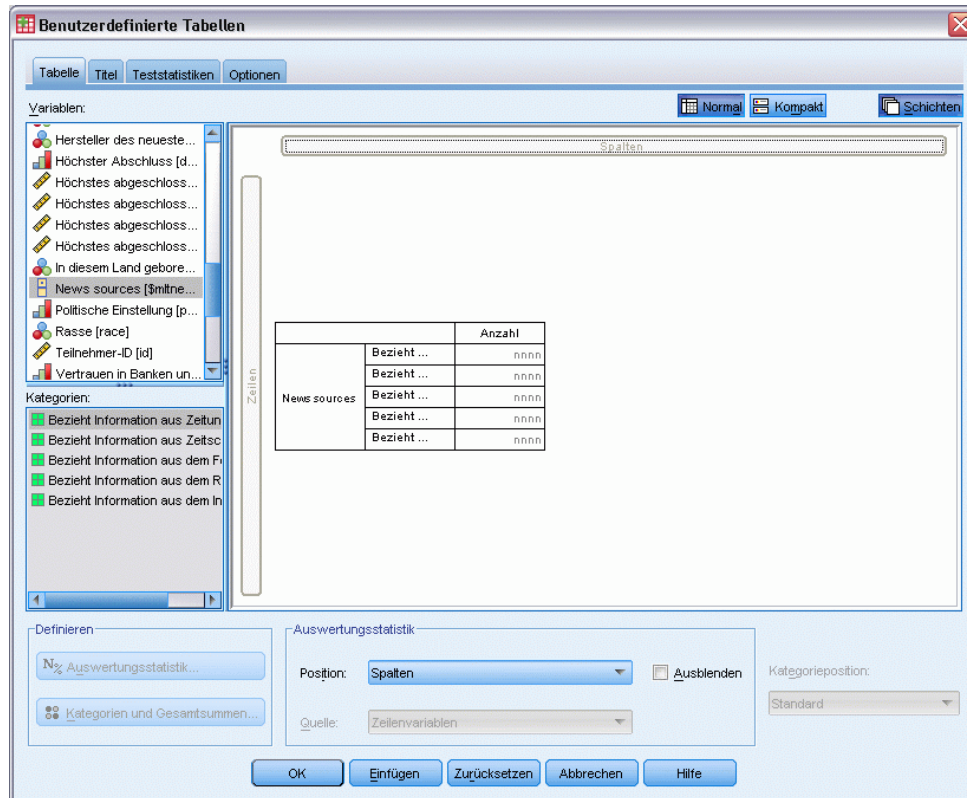 Benutzerdefinierte Tabellen
Tabelle Titel Teststatistiken Optionen
Variablen:
Normal Kompakt Schichten
Hersteller des neueste...
Höchster Abschluss [d...
Höchstes abgeschloss...
Höchstes abgeschloss...
Höchstes abgeschloss...
Höchstes abgeschloss...
In diesem Land gebore...
News sources [$mltne...
Politische Einstellung [p...
Rasse [race]
Teilnehmer-ID [id]
Vertrauen in Banken un...
Kategorien:
Bezieht Information aus Zeitun
Bezieht Information aus Zeitsc
Bezieht Information aus dem F
Bezieht Information aus dem R
Bezieht Information aus dem In
Spalten
Zeilen
Anzahl
News sources
Bezieht ... nnnn
Bezieht ... nnnn
Bezieht ... nnnn
Bezieht ... nnnn
Bezieht ... nnnn
Definieren
N% Auswertungsstatistik...
Kategorien und Gesamtsummen...
Auswertungsstatistik
Position: Spalten Ausblenden
Quelle: Zeilenvariablen
Kategorieposition:
Standard
OK Einfügen Zurücksetzen Abbrechen Hilfe